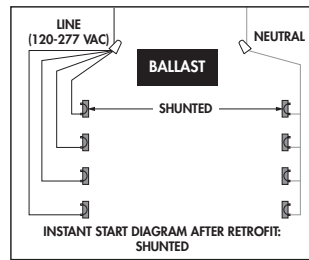 LINE
(120-277 VAC)
NEUTRAL
BALLAST
SHUNTED
INSTANT START DIAGRAM AFTER RETROFIT:
SHUNTED